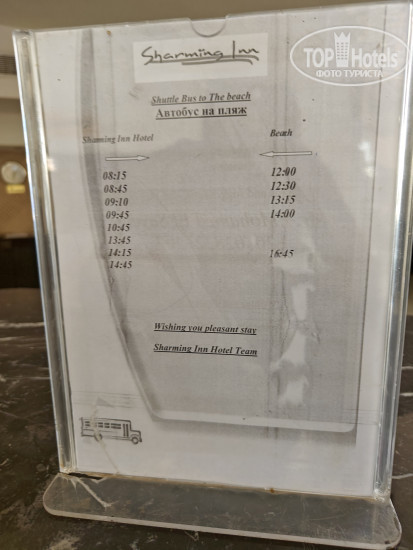 TOP Hotels
ФОТО ТУРИСТА
Sharming Inn
Shuttle Bus to The beach
Автобус на пляж
Sharming Inn Hotel Beach
08:15 12:00
08:45 12:30
09:10 13:15
09:45 14:00
10:45
13:45
14:15 16:45
14:45
Wishing you pleasant stay
Sharming Inn Hotel Team